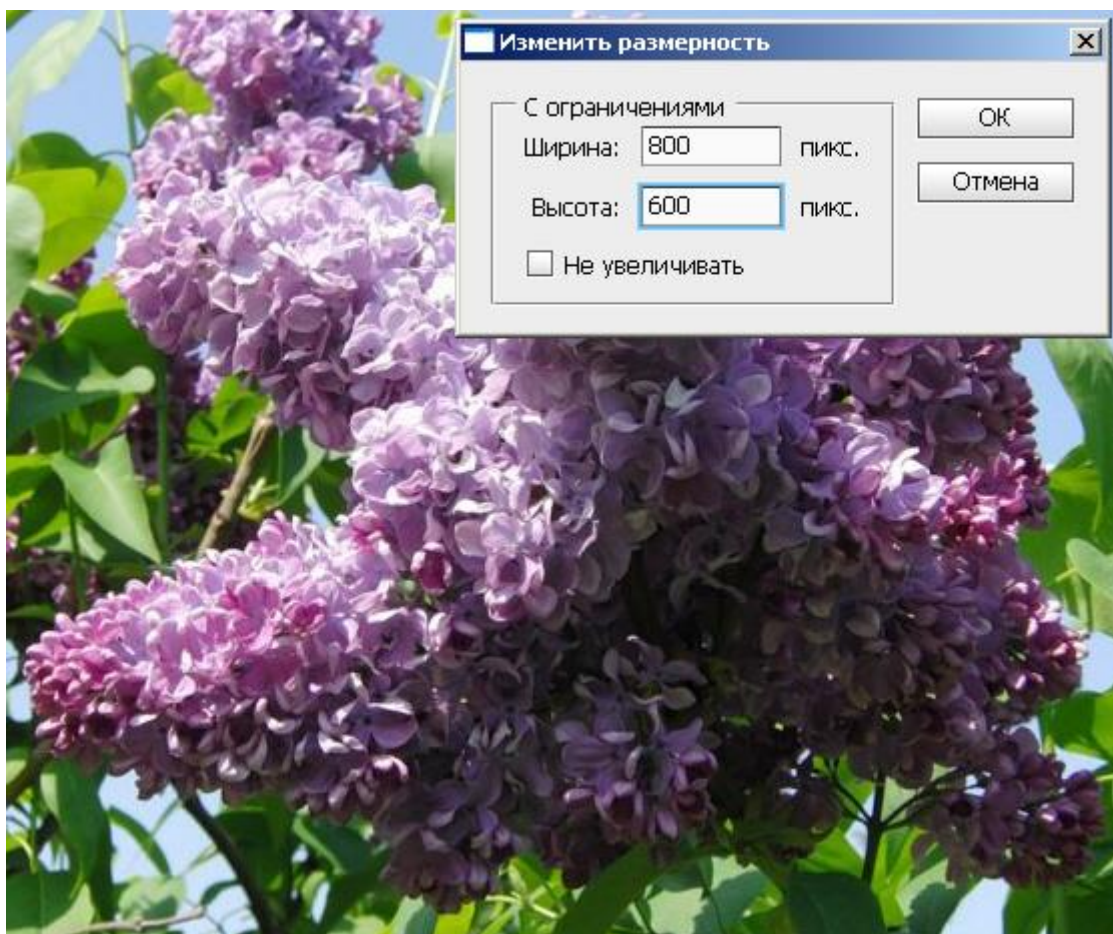 Изменить размерность
С ограничениями
Ширина: 800 пикс.
Высота: 600 пикс.
Не увеличивать
ОК
Отмена